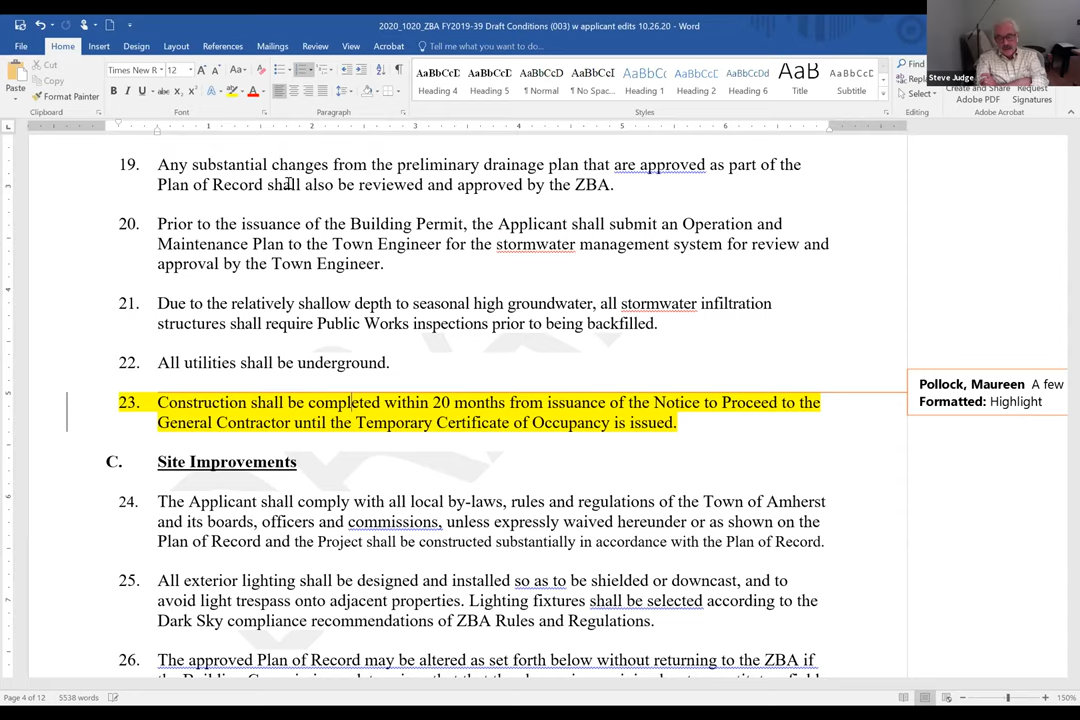 2020_1020_ZBA FY2019-39 Draft Conditions (003) w applicant edits 10.26.20 - Word
File Home Insert Design Layout References Mailings Review View Acrobat Tell me what you want to do...
Steve Judge
Paste
Cut
Copy
Format Painter
Clipboard
Times New R 12
Font
Paragraph
AaBbCcD AaBbCcD AaBbCcD AaBbCcI AaBbCcD AaBbCcD AaBbCcDd AaB AaBbCcD
Heading 4 Heading 5 ¶ Normal ¶ No Spac... Heading 1 Heading 2 Heading 6 Title Subtitle
Styles
Find
Select
Editing
Create and Share Adobe PDF
Request Signatures
Adobe Acrobat
19. Any substantial changes from the preliminary drainage plan that are approved as part of the
Plan of Record shall also be reviewed and approved by the ZBA.
20. Prior to the issuance of the Building Permit, the Applicant shall submit an Operation and
Maintenance Plan to the Town Engineer for the stormwater management system for review and
approval by the Town Engineer.
21. Due to the relatively shallow depth to seasonal high groundwater, all stormwater infiltration
structures shall require Public Works inspections prior to being backfilled.
22. All utilities shall be underground.
23. Construction shall be completed within 20 months from issuance of the Notice to Proceed to the
General Contractor until the Temporary Certificate of Occupancy is issued.
Pollock, Maureen A few
Formatted: Highlight
C. Site Improvements
24. The Applicant shall comply with all local by-laws, rules and regulations of the Town of Amherst
and its boards, officers and commissions, unless expressly waived hereunder or as shown on the
Plan of Record and the Project shall be constructed substantially in accordance with the Plan of Record.
25. All exterior lighting shall be designed and installed so as to be shielded or downcast, and to
avoid light trespass onto adjacent properties. Lighting fixtures shall be selected according to the
Dark Sky compliance recommendations of ZBA Rules and Regulations.
26. The approved Plan of Record may be altered as set forth below without returning to the ZBA if
Page 4 of 12 5538 words 150%